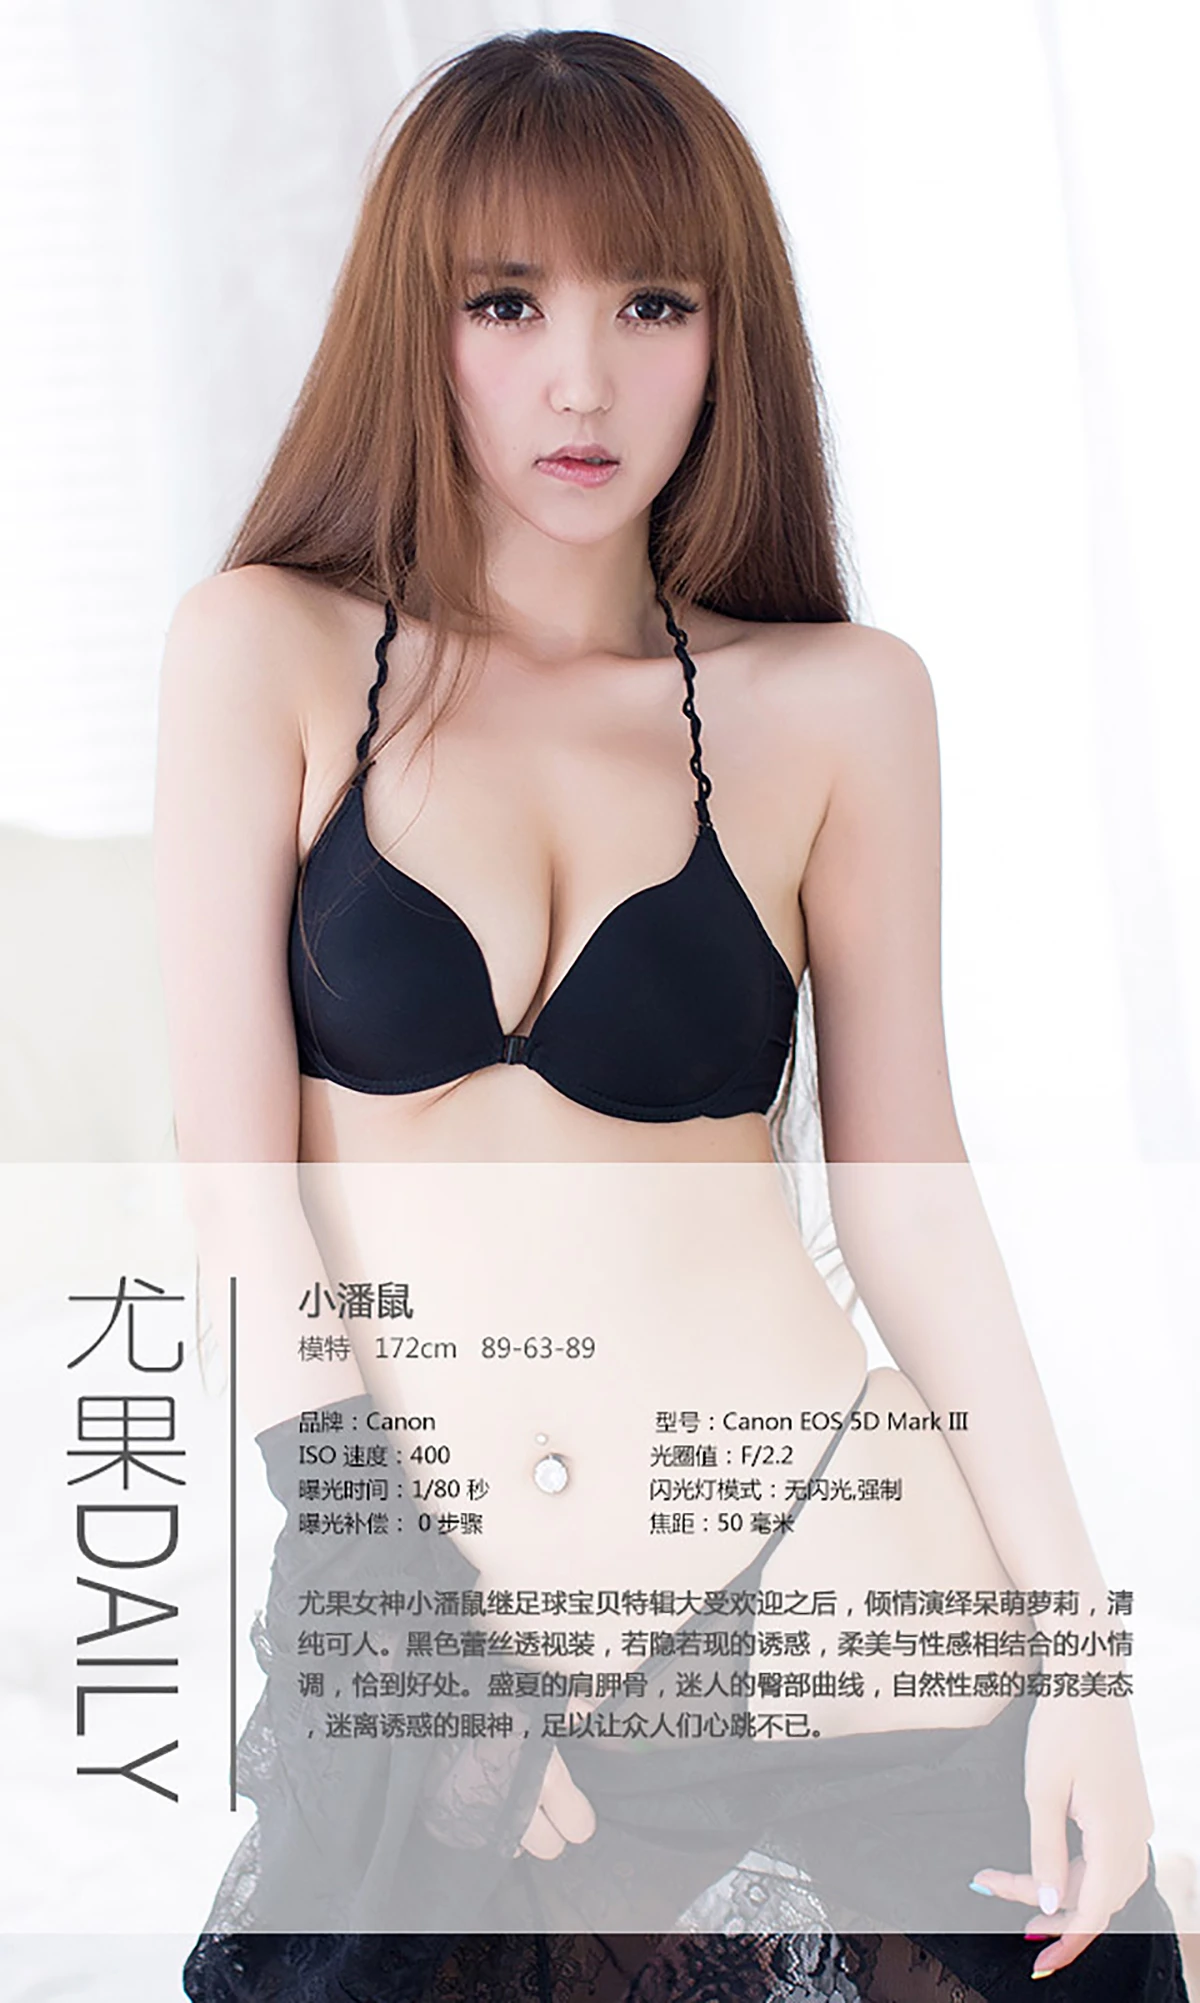 尤果DAILY
小潘鼠
模特 172cm 89-63-89
品牌：Canon 型号：Canon EOS 5D Mark III
ISO 速度：400 光圈值：F/2.2
曝光时间：1/80 秒 闪光灯模式：无闪光,强制
曝光补偿： 0 步骤 焦距：50 毫米
尤果女神小潘鼠继足球宝贝特辑大受欢迎之后，倾情演绎呆萌萝莉，清
纯可人。黑色蕾丝透视装，若隐若现的诱惑，柔美与性感相结合的小情
调，恰到好处。盛夏的肩胛骨，迷人的臀部曲线，自然性感的窈窕美态
，迷离诱惑的眼神，足以让众人们心跳不已。